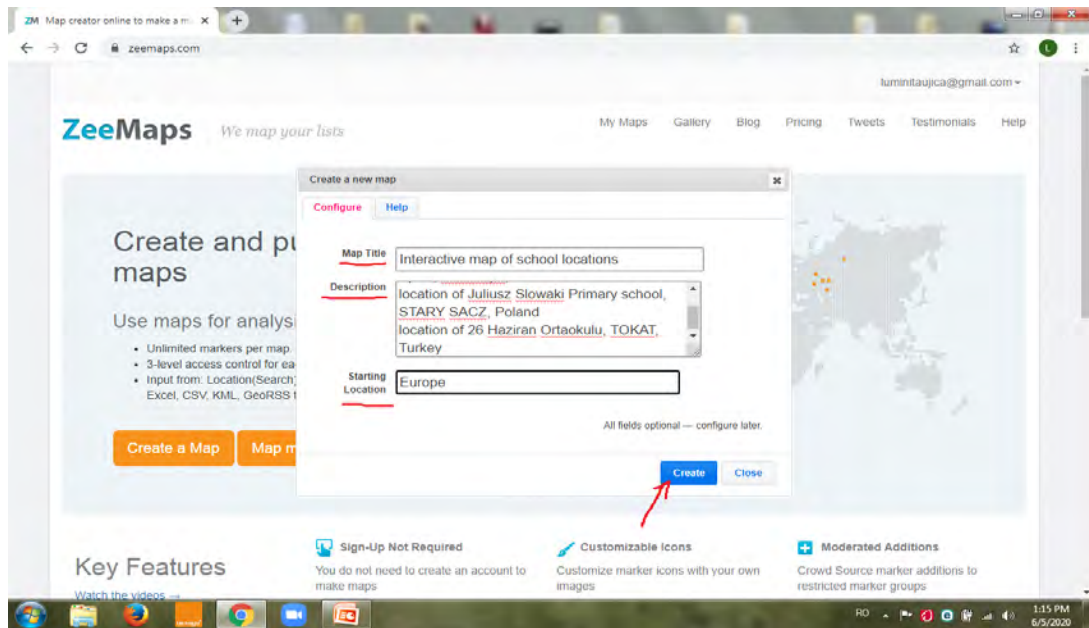 ZM Map creator online to make a m
zeemaps.com
luminitaujica@gmail.com
ZeeMaps We map your lists
My Maps Gallery Blog Pricing Tweets Testimonials Help
Create a new map
Configure Help
Create and pu
maps
Map Title
Interactive map of school locations
Description
location of Juliusz Slowaki Primary school,
STARY SACZ, Poland
location of 26 Haziran Ortaokulu, TOKAT,
Turkey
Use maps for analysi
Unlimited markers per map.
3-level access control for ea
Input from: Location(Search)
Excel, CSV, KML, GeoRSS f
Starting
Location
Europe
All fields optional — configure later.
Create a Map Map m
Create Close
Key Features
Watch the videos →
Sign-Up Not Required
You do not need to create an account to
make maps
Customizable Icons
Customize marker icons with your own
images
Moderated Additions
Crowd Source marker additions to
restricted marker groups
RO
1:15 PM
6/5/2020